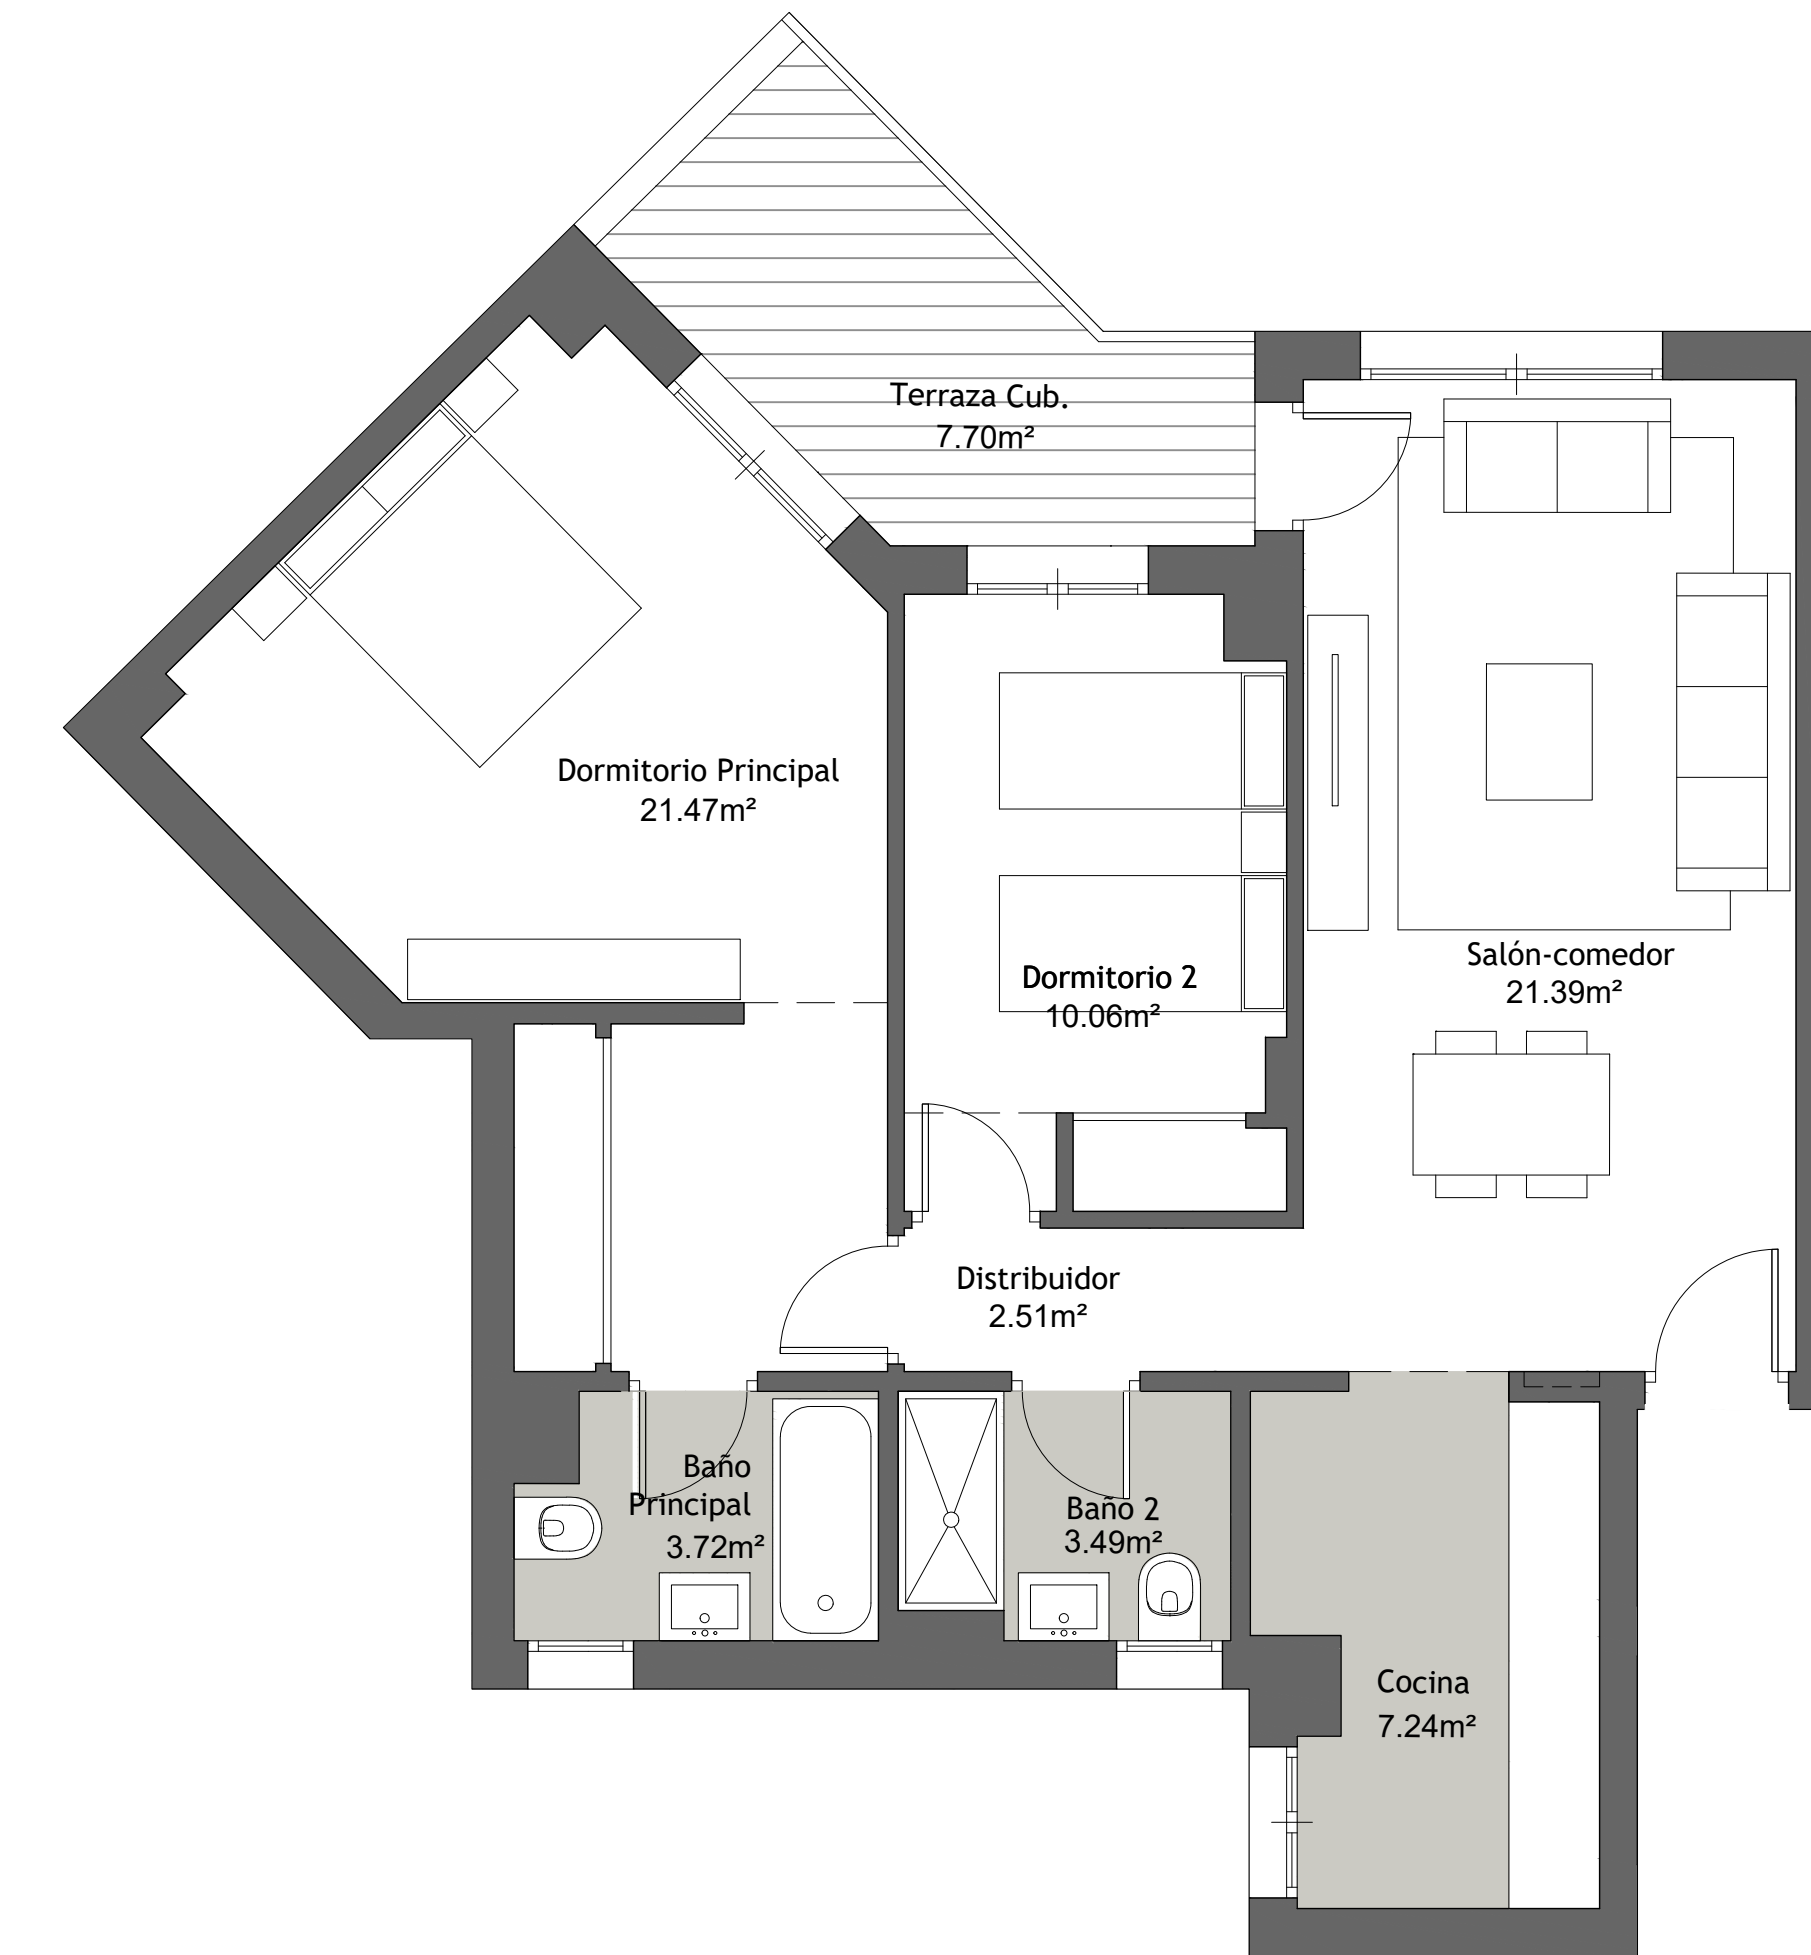 Terraza Cub.
7.70m²
Dormitorio Principal
21.47m²
Salón-comedor
21.39m²
Dormitorio 2
10.06m²
Distribuidor
2.51m²
Baño
Principal
3.72m²
Baño 2
3.49m²
Cocina
7.24m²